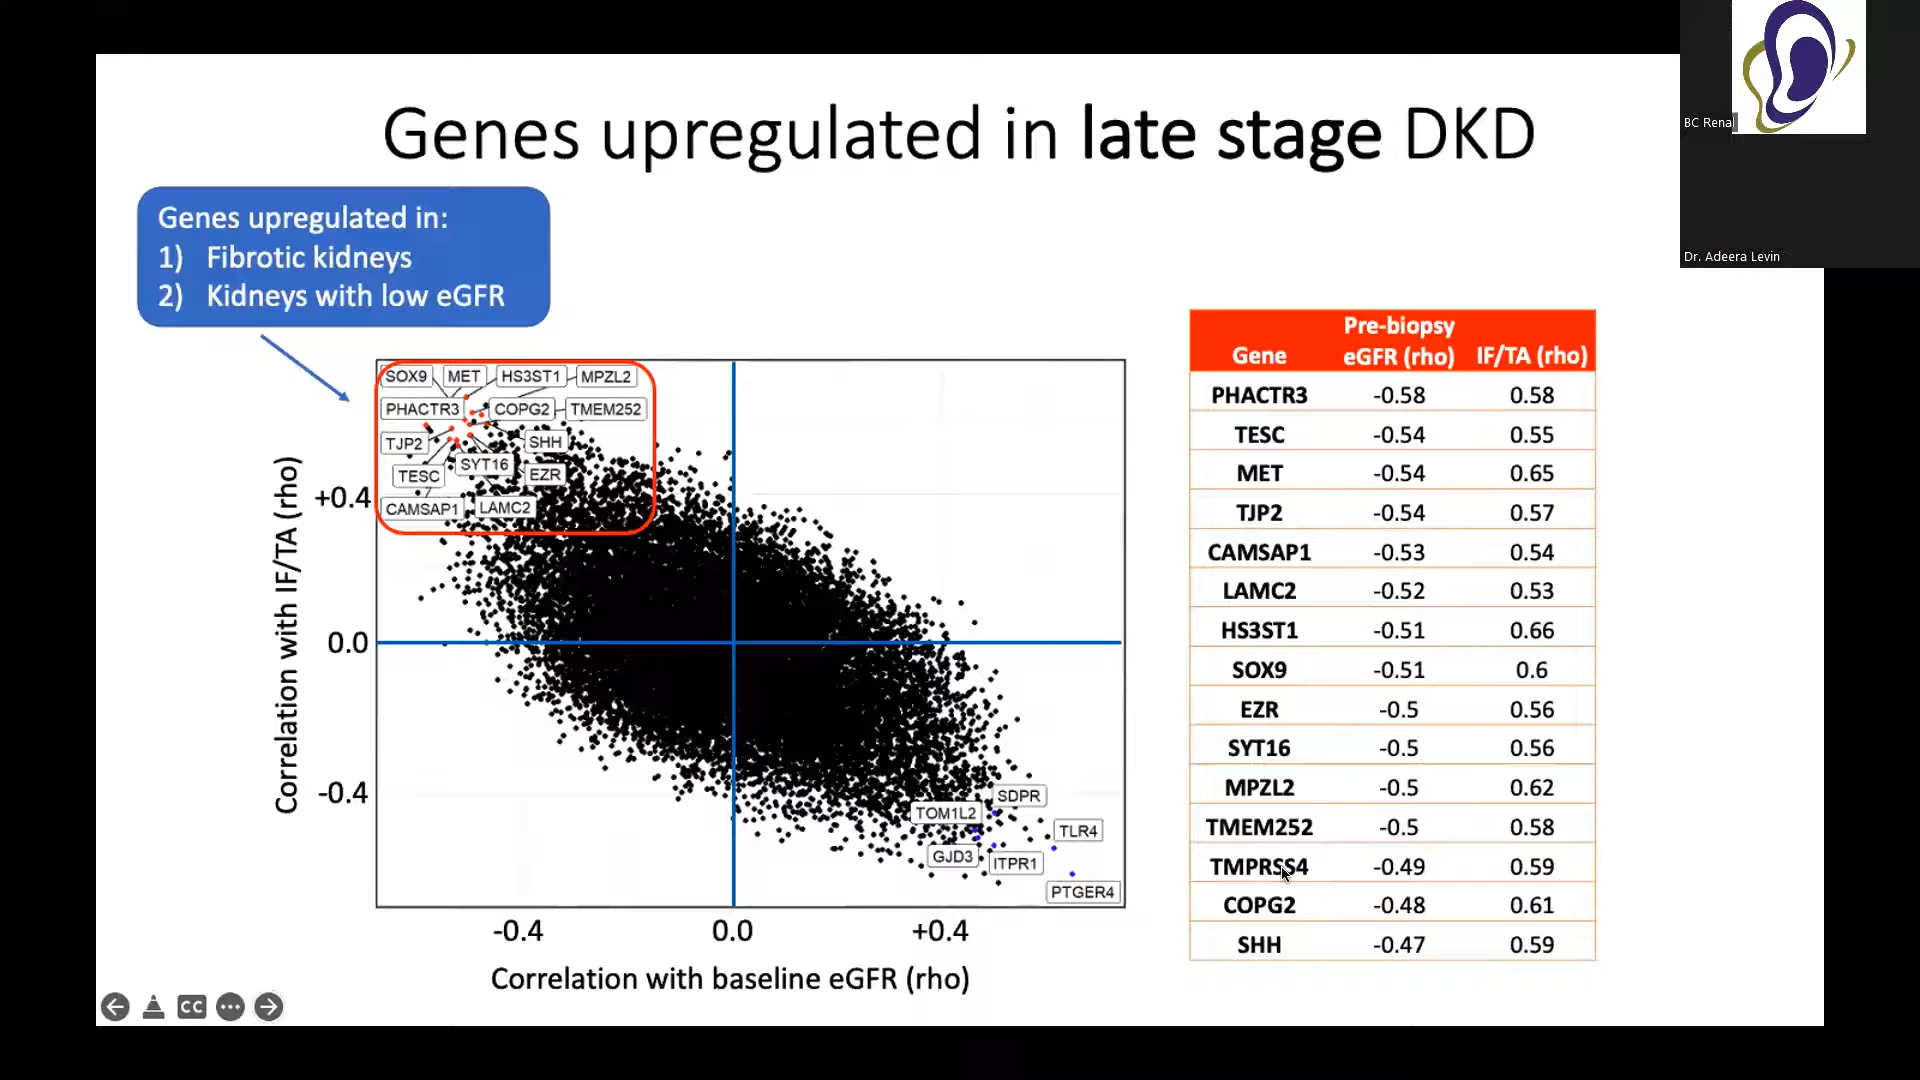 Genes upregulated in late stage DKD
BC Renal
Dr. Adeera Levin
Genes upregulated in:
1) Fibrotic kidneys
2) Kidneys with low eGFR
SOX9 MET HS3ST1 MPZL2
PHACTR3 COPG2 TMEM252
TJP2 SHH
SYT16
TESC EZR
CAMSAP1 LAMC2
Correlation with IF/TA (rho)
+0.4
0.0
-0.4
SDPR
TOM1L2
TLR4
GJD3 ITPR1
PTGER4
-0.4 0.0 +0.4
Correlation with baseline eGFR (rho)
Gene Pre-biopsy eGFR (rho) IF/TA (rho)
PHACTR3 -0.58 0.58
TESC -0.54 0.55
MET -0.54 0.65
TJP2 -0.54 0.57
CAMSAP1 -0.53 0.54
LAMC2 -0.52 0.53
HS3ST1 -0.51 0.66
SOX9 -0.51 0.6
EZR -0.5 0.56
SYT16 -0.5 0.56
MPZL2 -0.5 0.62
TMEM252 -0.5 0.58
TMPRSS4 -0.49 0.59
COPG2 -0.48 0.61
SHH -0.47 0.59
CC